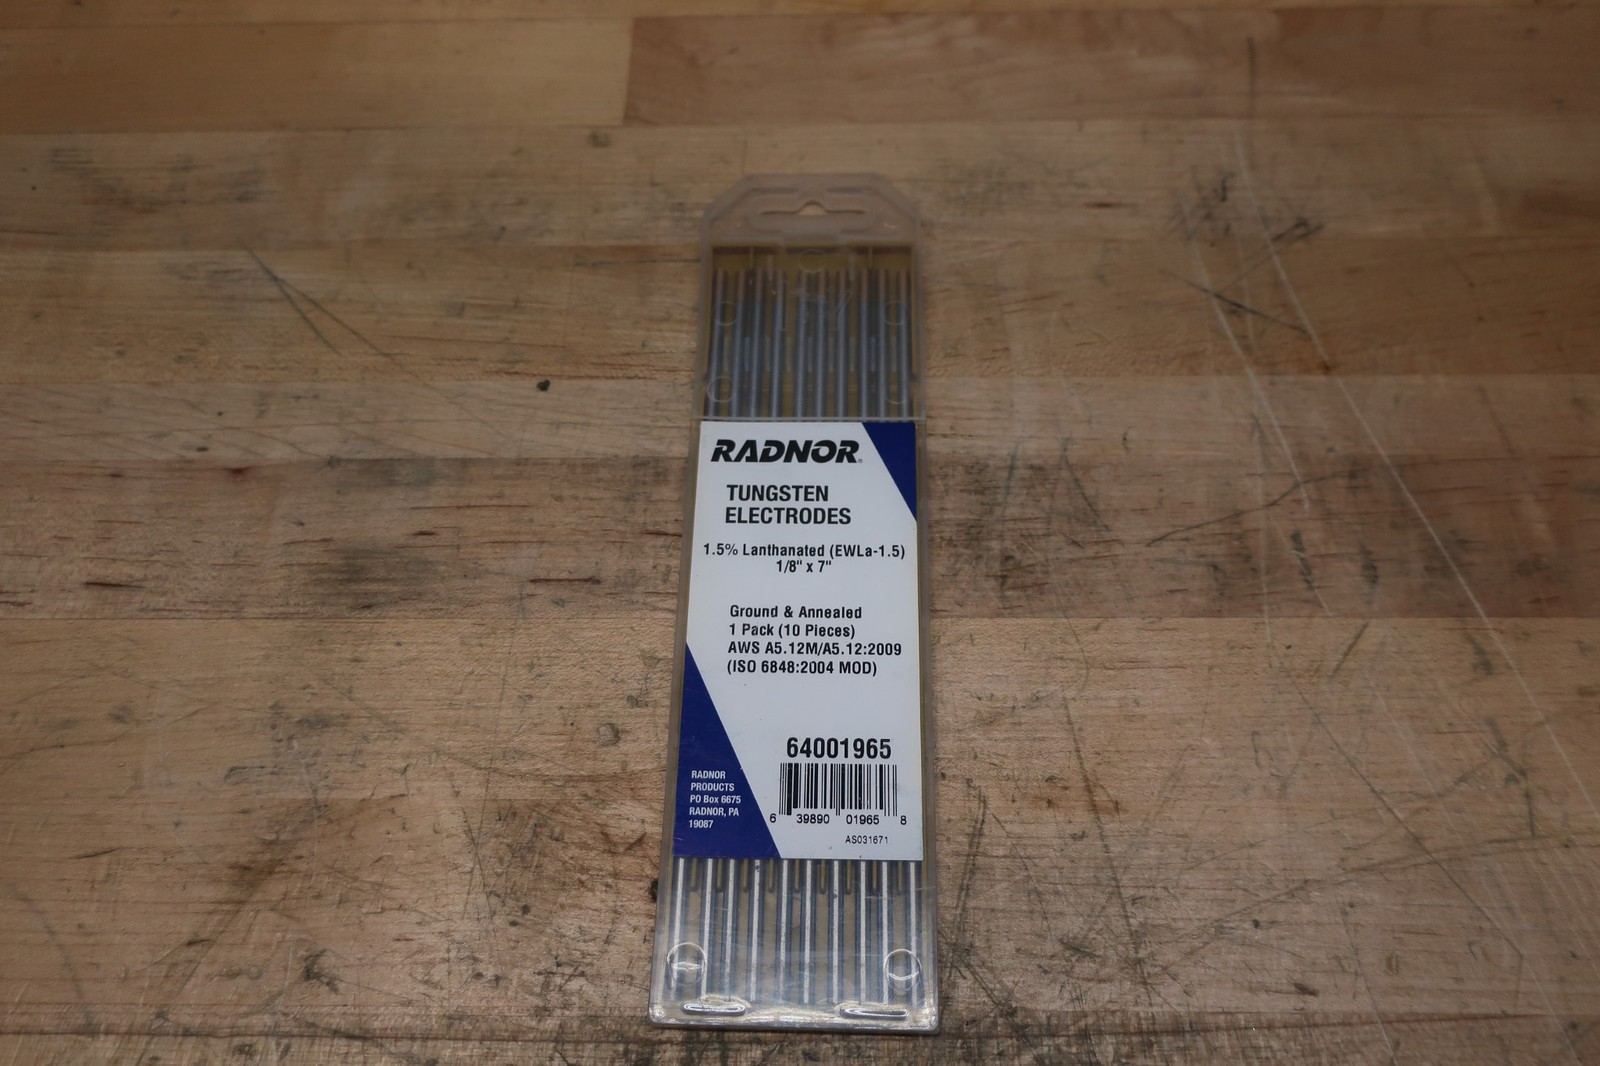 RADNOR®
TUNGSTEN
ELECTRODES
1.5% Lanthanated (EWLa-1.5)
1/8" x 7"
Ground & Annealed
1 Pack (10 Pieces)
AWS A5.12M/A5.12:2009
(ISO 6848:2004 MOD)
64001965
RADNOR
PRODUCTS
PO Box 6675
RADNOR, PA
19087
6 39890 01965 8
AS031671